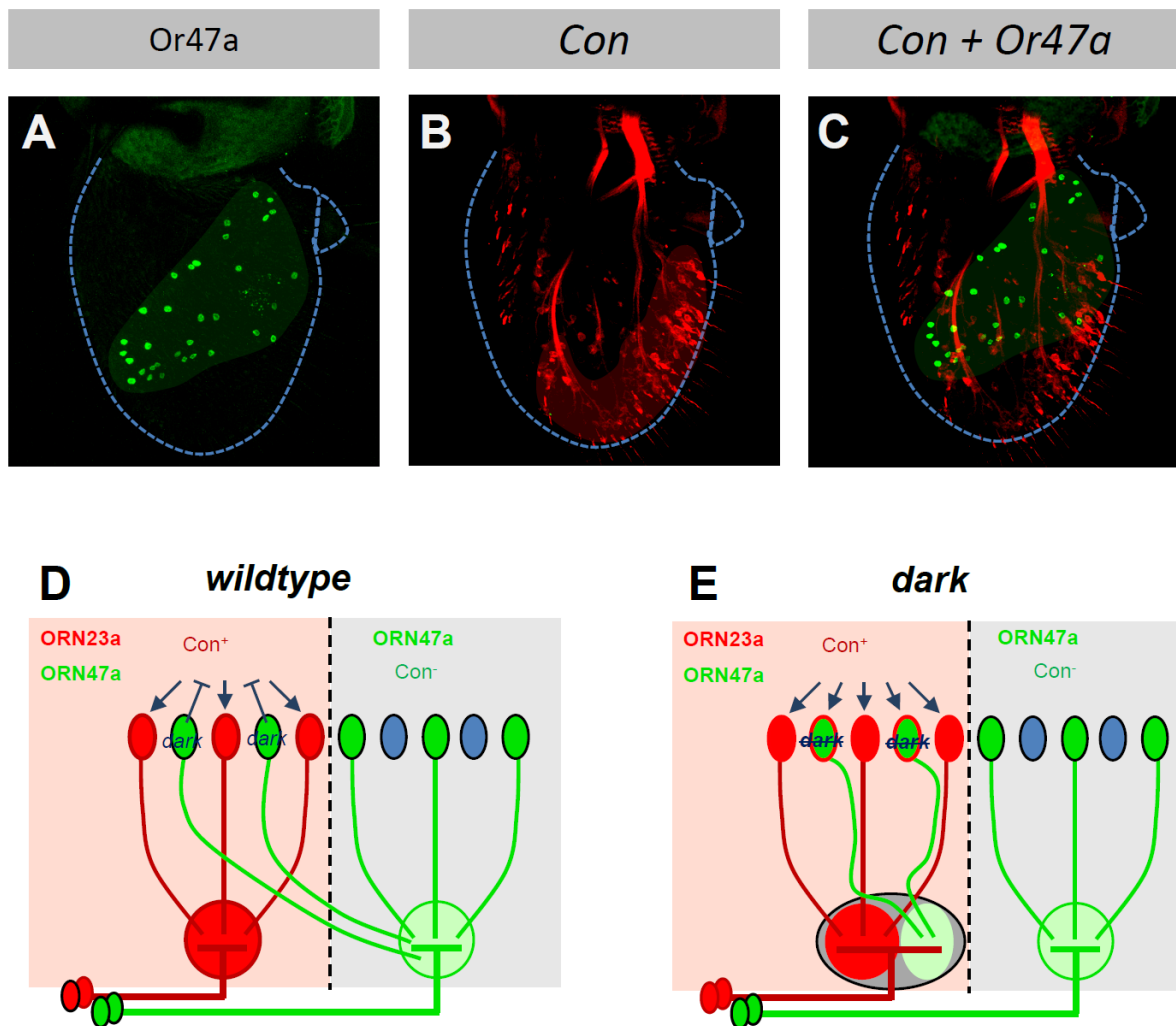 Or47a
Con
Con + Or47a
A
B
C
D wildtype
E dark
ORN23a
ORN47a
Con⁺
ORN47a
Con⁻
dark
dark
ORN23a
ORN47a
Con⁺
ORN47a
Con⁻
dark
dark